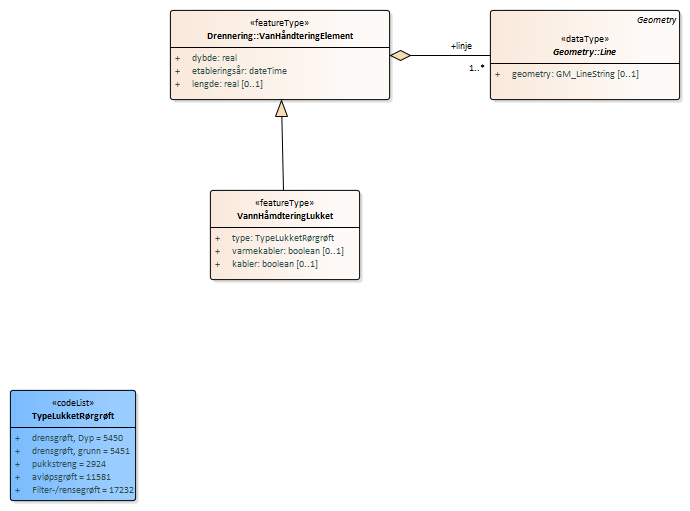 «featureType»
Drennering::VanHåndteringElement
+ dybde: real
+ etableringsår: dateTime
+ lengde: real [0..1]
+linje
1..*
Geometry
«dataType»
Geometry::Line
+ geometry: GM_LineString [0..1]
«featureType»
VannHåmdteringLukket
+ type: TypeLukketRørgrøft
+ varmekabler: boolean [0..1]
+ kabler: boolean [0..1]
«codeList»
TypeLukketRørgrøft
+ drensgrøft, Dyp = 5450
+ drensgrøft, grunn = 5451
+ pukkstreng = 2924
+ avløpsgrøft = 11581
+ Filter-/rensegrøft = 17232